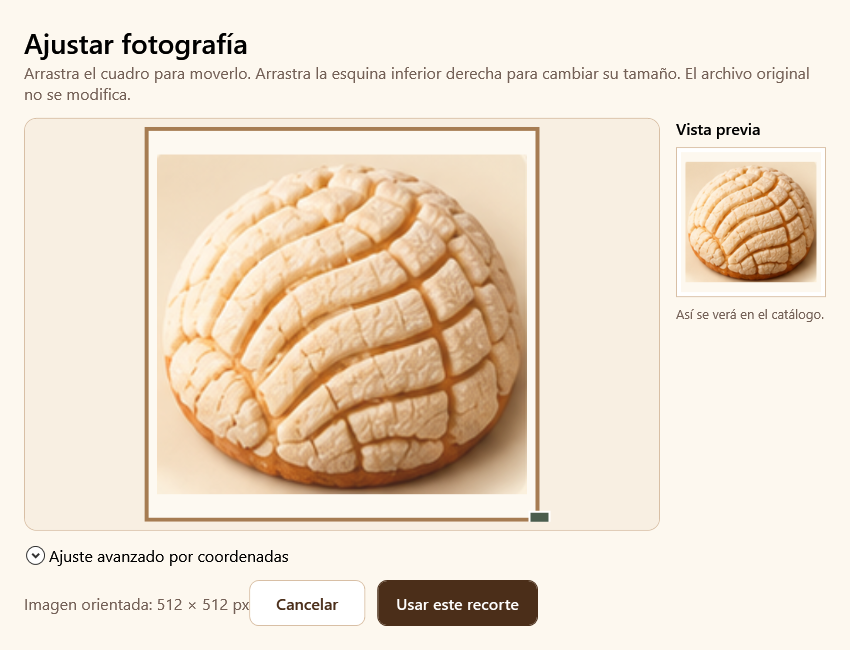 Ajustar fotografía
Arrastra el cuadro para moverlo. Arrastra la esquina inferior derecha para cambiar su tamaño. El archivo original
no se modifica.
Vista previa
Así se verá en el catálogo.
Ajuste avanzado por coordenadas
Imagen orientada: 512 × 512 px
Cancelar
Usar este recorte